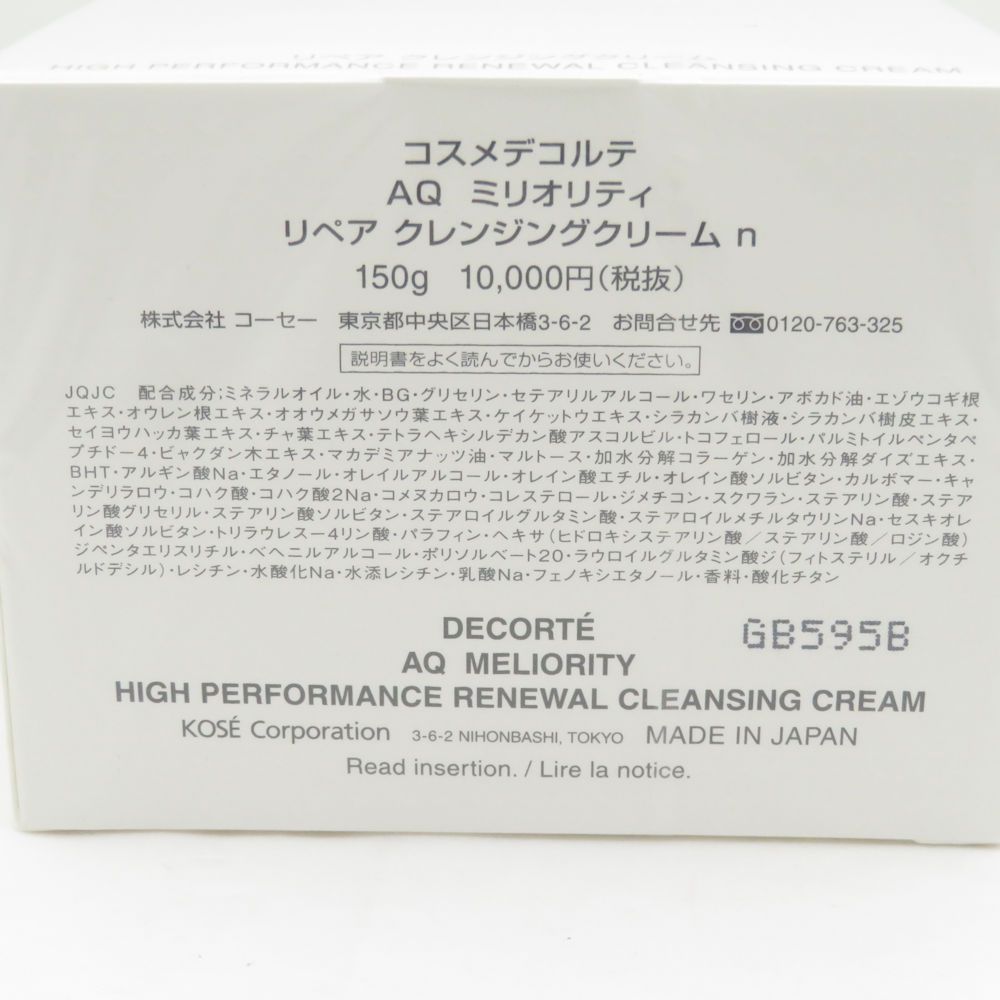 リペア クレンジングクリーム
HIGH PERFORMANCE RENEWAL CLEANSING CREAM
コスメデコルテ
AQ ミリオリティ
リペア クレンジングクリーム n
150g 10,000円(税抜)
株式会社 コーセー 東京都中央区日本橋3-6-2 お問合せ先 0120-763-325
説明書をよく読んでからお使いください。
JQJC 配合成分;ミネラルオイル・水・BG・グリセリン・セテアリルアルコール・ワセリン・アボカド油・エゾウコギ根
エキス・オウレン根エキス・オオウメガサソウ葉エキス・ケイケットウエキス・シラカンバ樹液・シラカンバ樹皮エキス・
セイヨウハッカ葉エキス・チャ葉エキス・テトラヘキシルデカン酸アスコルビル・トコフェロール・パルミトイルペンタペ
プチドー4・ビャクダン木エキス・マカデミアナッツ油・マルトース・加水分解コラーゲン・加水分解ダイズエキス・
BHT・アルギン酸Na・エタノール・オレイルアルコール・オレイン酸エチル・オレイン酸ソルビタン・カルボマー・キャ
ンデリラロウ・コハク酸・コハク酸2Na・コメヌカロウ・コレステロール・ジメチコン・スクワラン・ステアリン酸・ステア
リン酸グリセリル・ステアリン酸ソルビタン・ステアロイルグルタミン酸・ステアロイルメチルタウリンNa・セスキオレ
イン酸ソルビタン・トリラウレスー4リン酸・パラフィン・ヘキサ(ヒドロキシステアリン酸/ステアリン酸/ロジン酸)
ジペンタエリスリチル・ベヘニルアルコール・ポリソルベート20・ラウロイルグルタミン酸ジ(フィトステリル/オクチ
ルドデシル)・レシチン・水酸化Na・水添レシチン・乳酸Na・フェノキシエタノール・香料・酸化チタン
DECORTÉ
GB595B
AQ MELIORITY
HIGH PERFORMANCE RENEWAL CLEANSING CREAM
KOSÉ Corporation 3-6-2 NIHONBASHI, TOKYO MADE IN JAPAN
Read insertion. / Lire la notice.